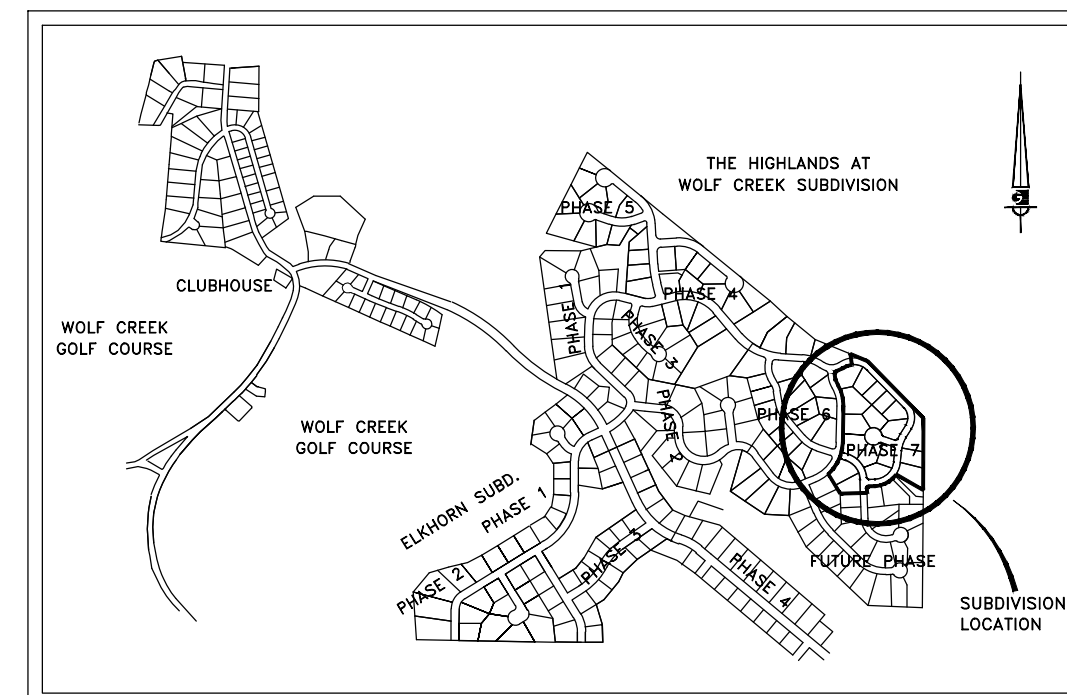 THE HIGHLANDS AT
WOLF CREEK SUBDIVISION
PHASE 5
CLUBHOUSE
PHASE 4
PHASE 1
WOLF CREEK
GOLF COURSE
PHASE 3
PHASE 2
PHASE 6
WOLF CREEK
GOLF COURSE
PHASE 7
ELKHORN SUBD.
PHASE 1
PHASE 3
PHASE 2
PHASE 4
FUTURE PHASE
SUBDIVISION
LOCATION